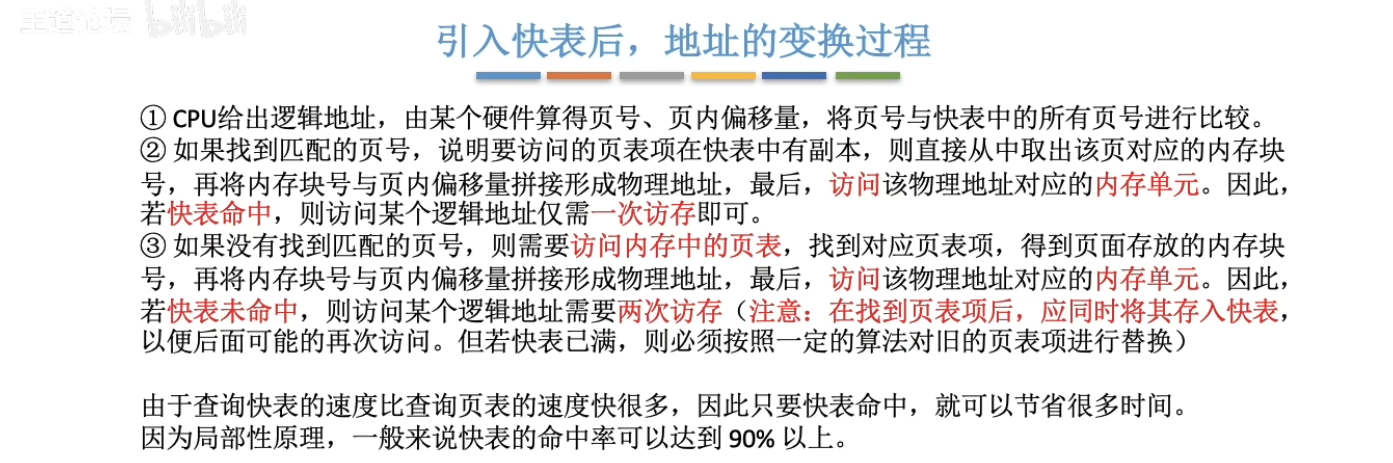 王道论坛 bilibili
引入快表后，地址的变换过程
① CPU给出逻辑地址，由某个硬件算得页号、页内偏移量，将页号与快表中的所有页号进行比较。
② 如果找到匹配的页号，说明要访问的页表项在快表中有副本，则直接从中取出该页对应的内存块
号，再将内存块号与页内偏移量拼接形成物理地址，最后，访问该物理地址对应的内存单元。因此，
若快表命中，则访问某个逻辑地址仅需一次访存即可。
③ 如果没有找到匹配的页号，则需要访问内存中的页表，找到对应页表项，得到页面存放的内存块
号，再将内存块号与页内偏移量拼接形成物理地址，最后，访问该物理地址对应的内存单元。因此，
若快表未命中，则访问某个逻辑地址需要两次访存（注意：在找到页表项后，应同时将其存入快表，
以便后面可能的再次访问。但若快表已满，则必须按照一定的算法对旧的页表项进行替换）
由于查询快表的速度比查询页表的速度快很多，因此只要快表命中，就可以节省很多时间。
因为局部性原理，一般来说快表的命中率可以达到 90% 以上。